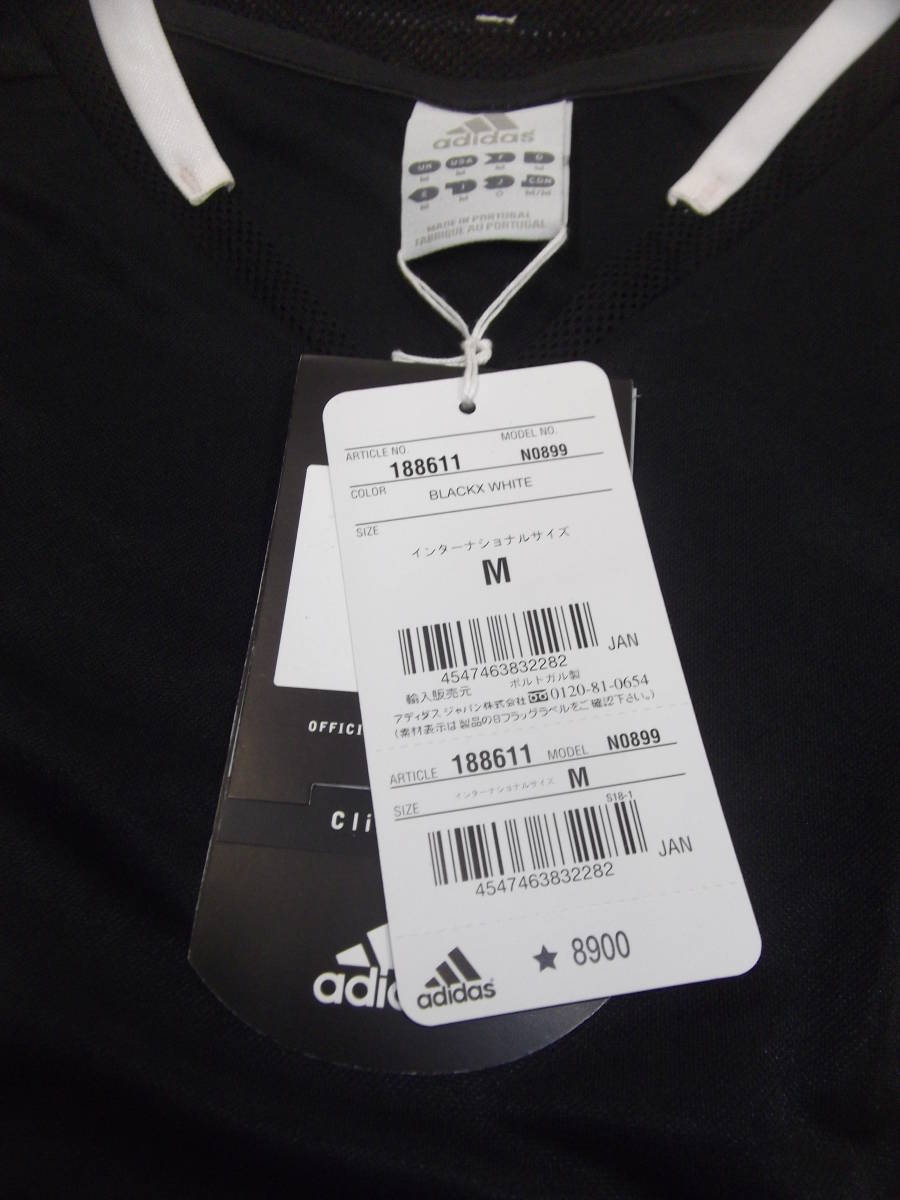 adidas
UK USA F D
M M M M
E I J CDN
M M O M/M
MADE IN PORTUGAL
FABRIQUE AU PORTUGAL
ARTICLE NO. MODEL NO.
188611 N0899
COLOR BLACKX WHITE
SIZE
インターナショナルサイズ
M
JAN
4547463832282
輸入販売元 ポルトガル製
アディダス ジャパン株式会社 0120-81-0654
(素材表示は製品のBフラッグラベルをご確認下さい。)
ARTICLE 188611 MODEL N0899
SIZE インターナショナルサイズ M
S18-1
JAN
4547463832282
adidas ★ 8900
OFFICI
Cli
adi